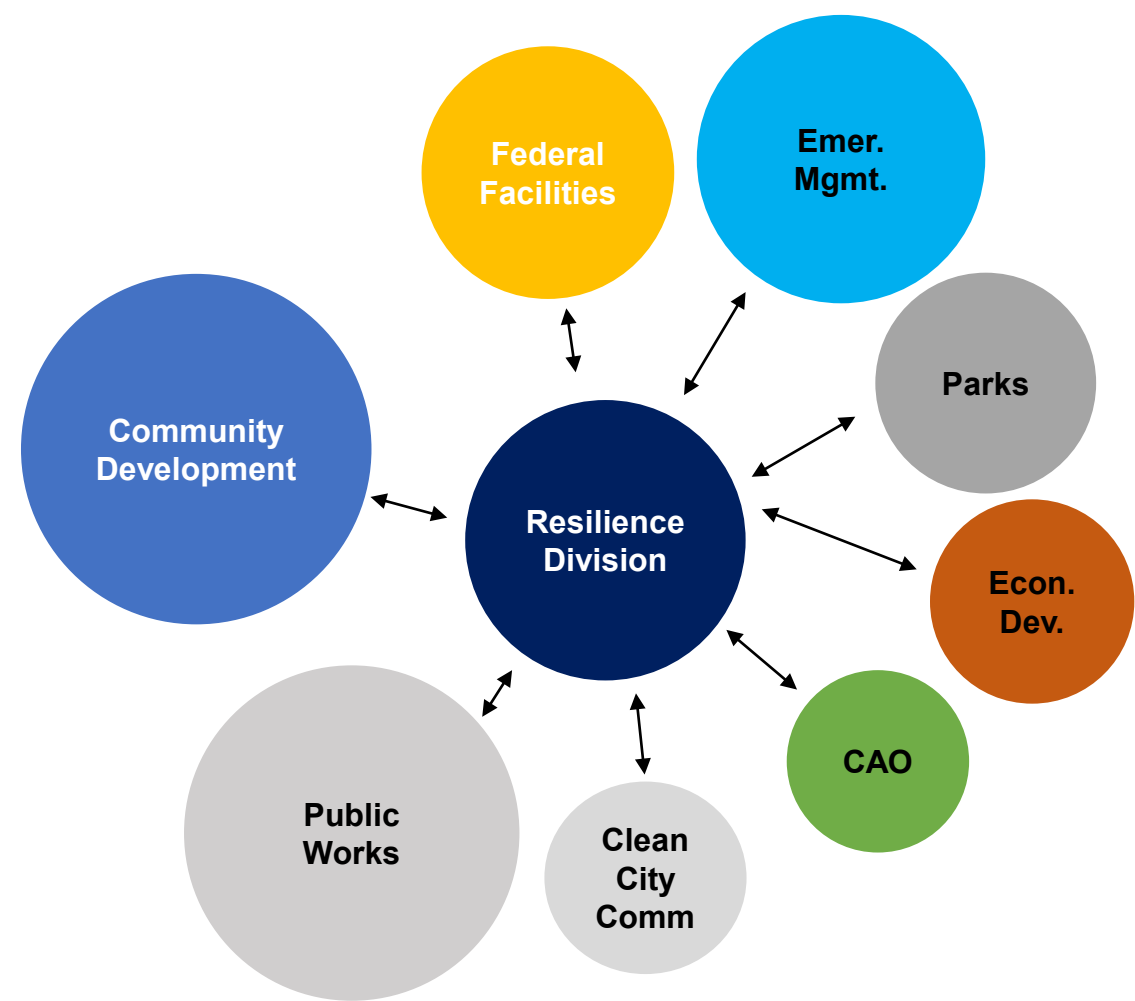 Federal
Facilities
Emer.
Mgmt.
Parks
Community
Development
Resilience
Division
Econ.
Dev.
CAO
Public
Works
Clean
City
Comm